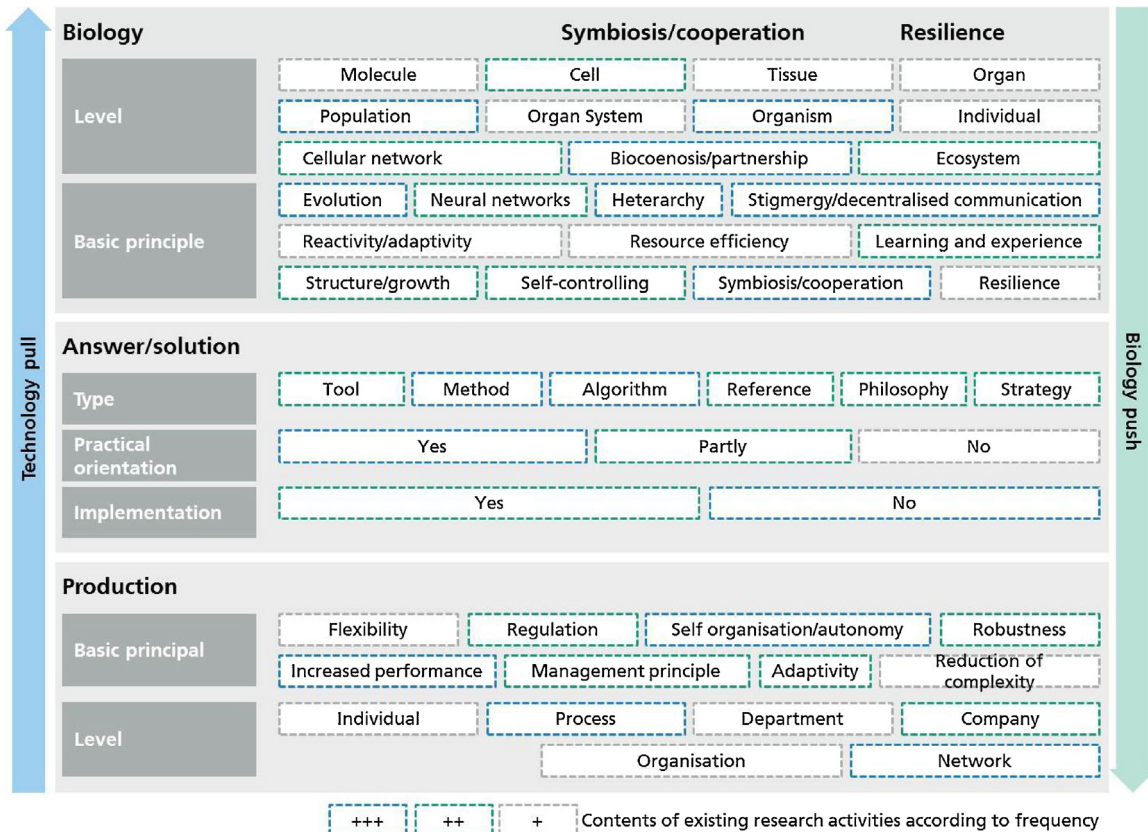 Biology Symbiosis/cooperation Resilience
Level
Molecule Cell Tissue Organ
Population Organ System Organism Individual
Cellular network Biocoenosis/partnership Ecosystem
Basic principle
Evolution Neural networks Heterarchy Stigmergy/decentralised communication
Reactivity/adaptivity Resource efficiency Learning and experience
Structure/growth Self-controlling Symbiosis/cooperation Resilience
Technology pull
Biology push
Answer/solution
Type
Tool Method Algorithm Reference Philosophy Strategy
Practical
orientation
Yes Partly No
Implementation
Yes No
Production
Basic principal
Flexibility Regulation Self organisation/autonomy Robustness
Increased performance Management principle Adaptivity Reduction of
complexity
Level
Individual Process Department Company
Organisation Network
+++ ++ + Contents of existing research activities according to frequency